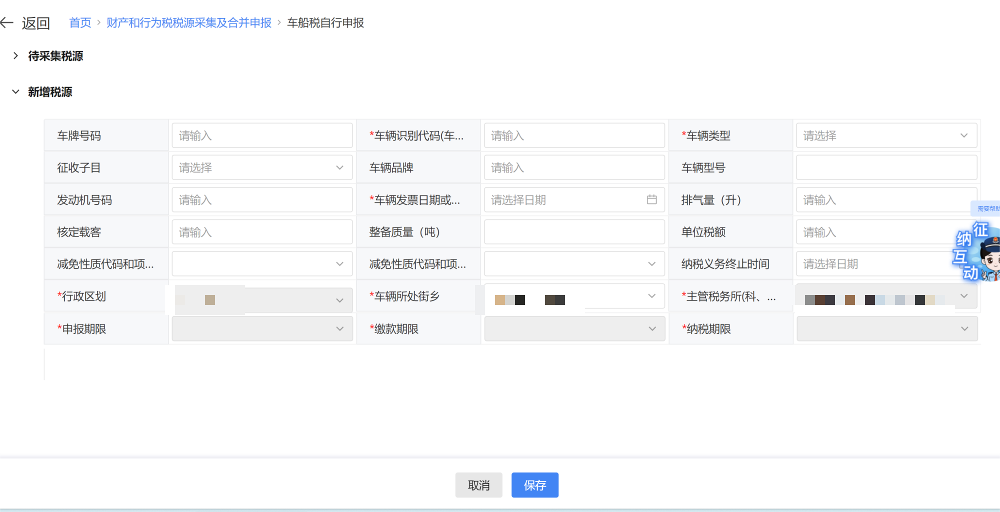 返回 首页 > 财产和行为税税源采集及合并申报 > 车船税自行申报
待采集税源
新增税源
车牌号码 请输入 *车辆识别代码(车... 请输入 *车辆类型 请选择
征收子目 请选择 车辆品牌 请输入 车辆型号
发动机号码 请输入 *车辆发票日期或... 请选择日期 排气量（升） 请输入
需要帮助
核定载客 请输入 整备质量（吨） 单位税额 请输入
征纳互动
减免性质代码和项... 减免性质代码和项... 纳税义务终止时间 请选择日期
*行政区划 *车辆所处街乡 *主管税务所(科、...
*申报期限 *缴款期限 *纳税期限
取消 保存